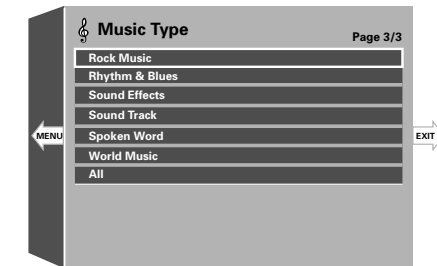 Music Type
Page 3/3
Rock Music
Rhythm & Blues
Sound Effects
Sound Track
MENU
Spoken Word
EXIT
World Music
All